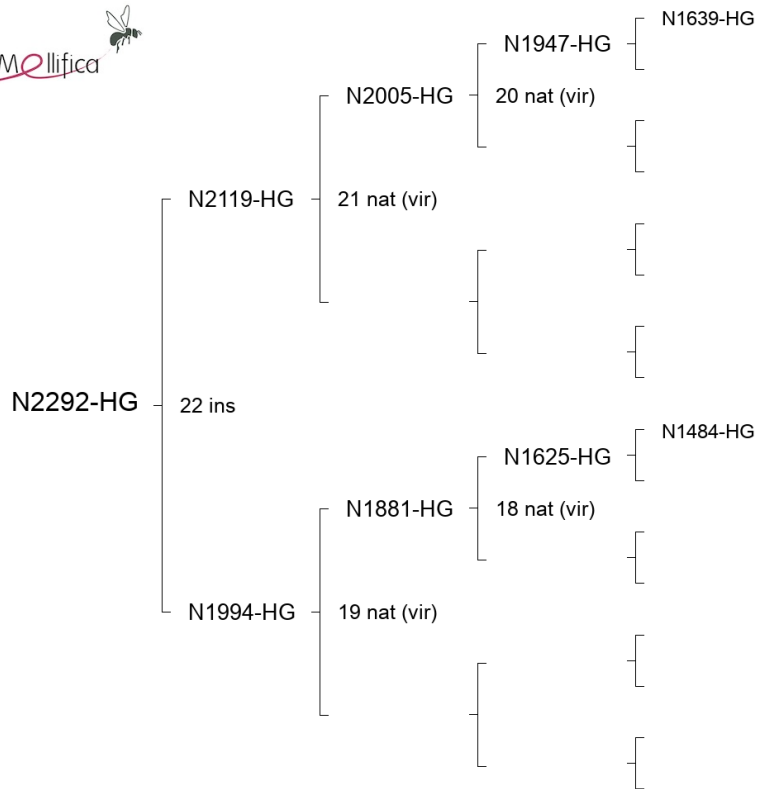 Mellifica
N1639-HG
N1947-HG
N2005-HG
20 nat (vir)
N2119-HG
21 nat (vir)
N2292-HG
22 ins
N1484-HG
N1625-HG
N1881-HG
18 nat (vir)
N1994-HG
19 nat (vir)